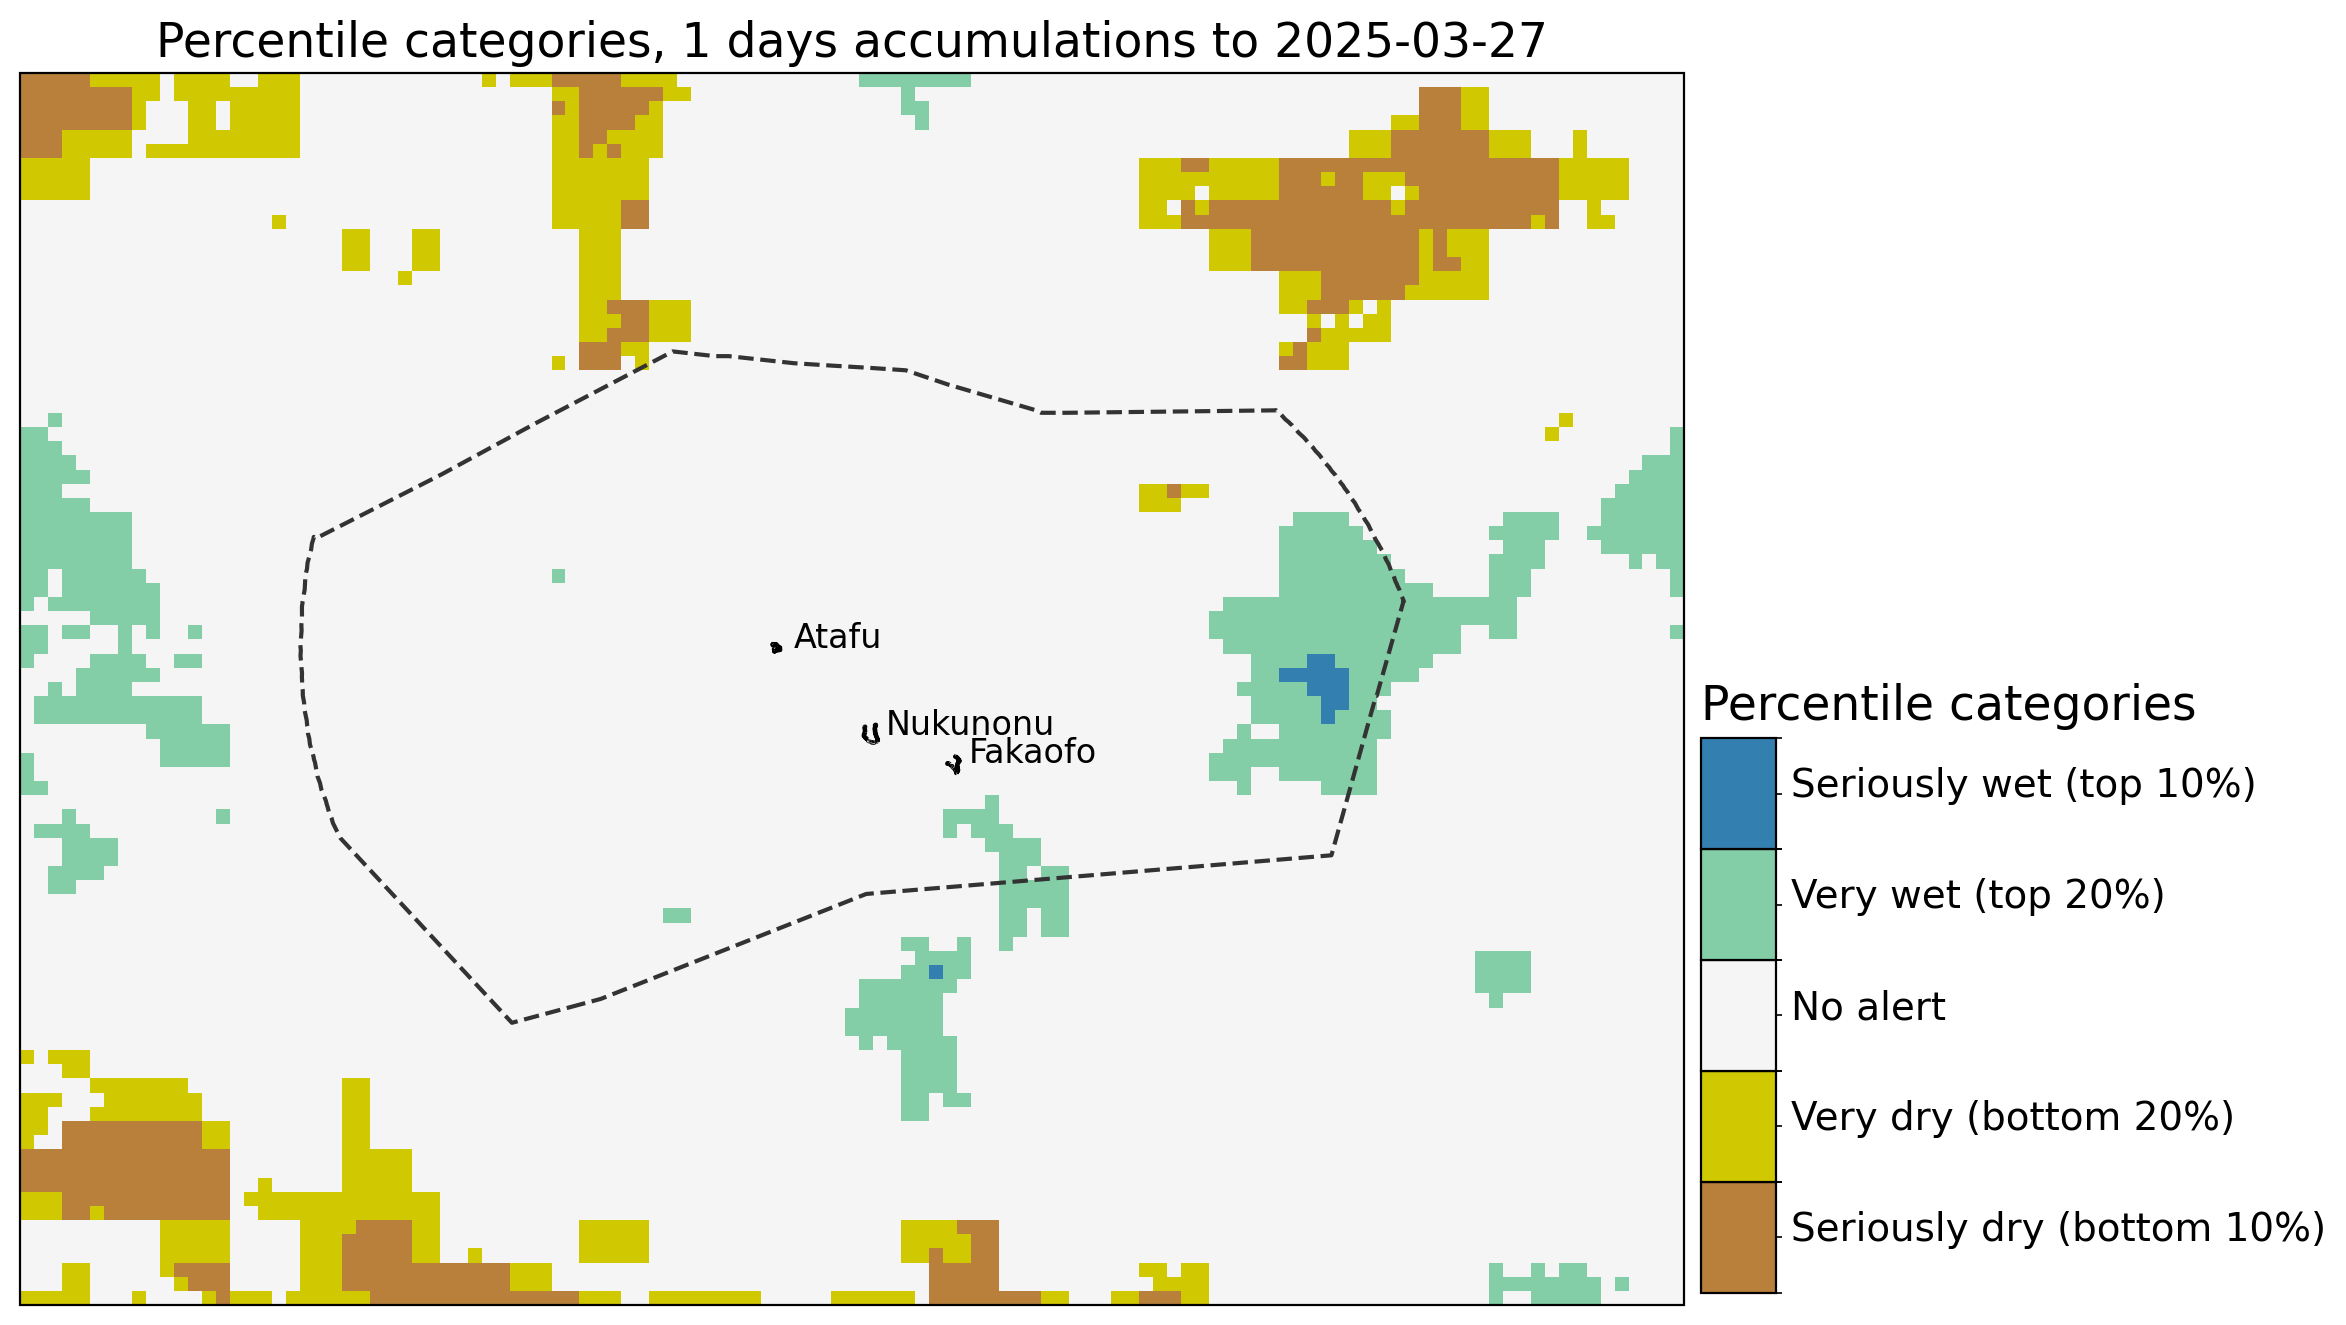 Percentile categories, 1 days accumulations to 2025-03-27
Atafu
Nukunonu
Fakaofo
Percentile categories
Seriously wet (top 10%)
Very wet (top 20%)
No alert
Very dry (bottom 20%)
Seriously dry (bottom 10%)